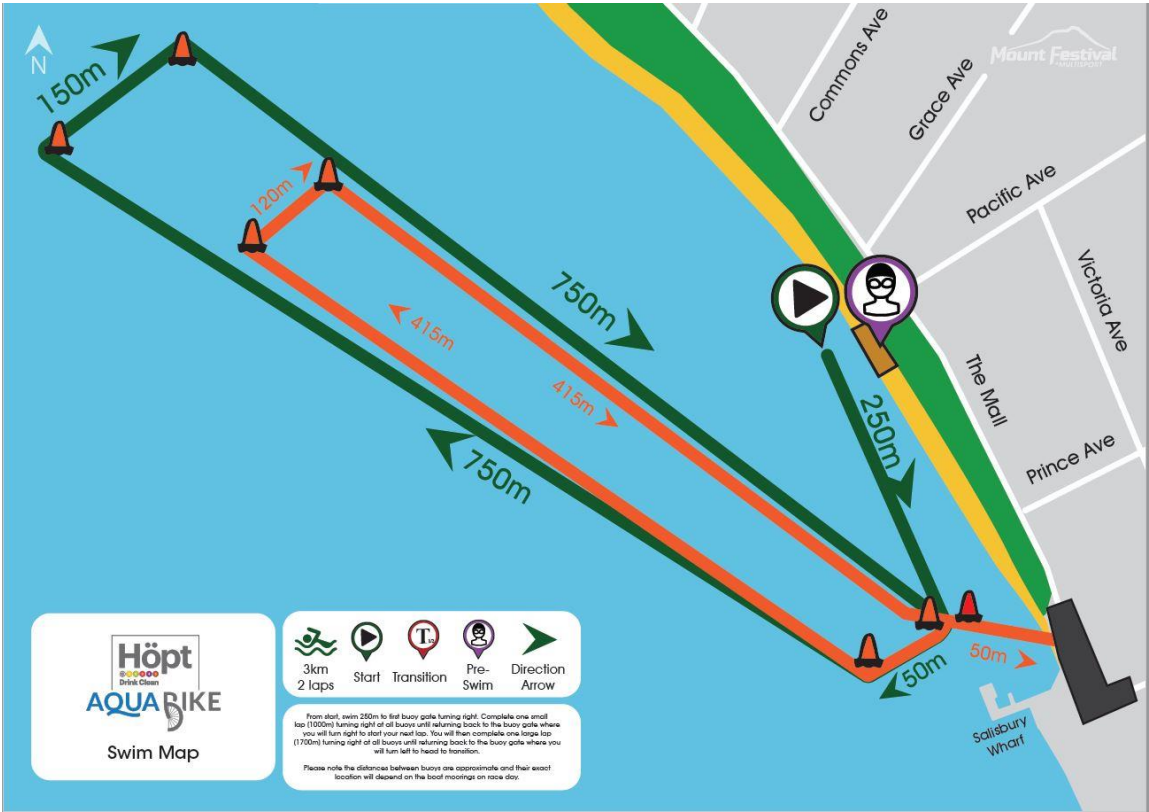 N
150m
Commons Ave
Grace Ave
Mount Festival
Pacific Ave
Victoria Ave
120m
750m
415m
415m
250m
The Mall
Prince Ave
750m
50m
50m
Salisbury
Wharf
Höpt
Drink Clean
AQUABIKE
Swim Map
3km
2 laps
Start
T1/2
Transition
Pre-
Swim
Direction
Arrow
From start, swim 250m to first buoy gate turning right. Complete one small
lap (1000m) turning right at all buoys until returning back to the buoy gate where
you will turn right to start your next lap. You will then complete one large lap
(1700m) turning right at all buoys until returning back to the buoy gate where you
will turn left to head to transition.
Please note the distances between buoys are approximate and their exact
location will depend on the boat moorings on race day.